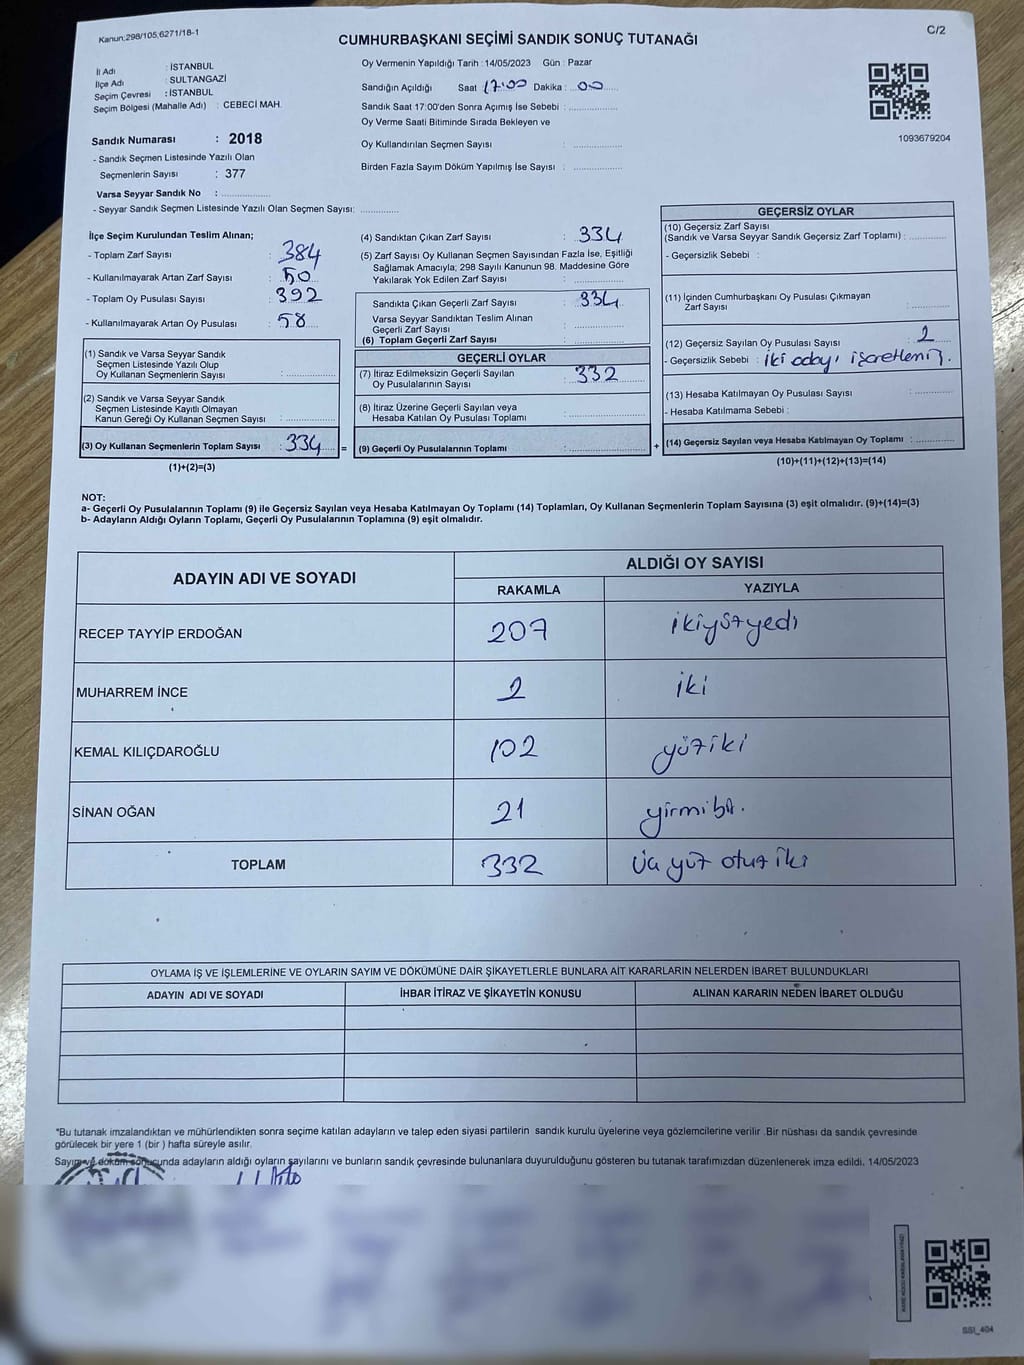 Kanun:298/105,6271/18-1
C/2
CUMHURBAŞKANI SEÇİMİ SANDIK SONUÇ TUTANAĞI
İl Adı : İSTANBUL
İlçe Adı : SULTANGAZİ
Seçim Çevresi : İSTANBUL
Seçim Bölgesi (Mahalle Adı) : CEBECİ MAH.
Sandık Numarası : 2018
- Sandık Seçmen Listesinde Yazılı Olan
Seçmenlerin Sayısı : 377
Varsa Seyyar Sandık No : ..................
- Seyyar Sandık Seçmen Listesinde Yazılı Olan Seçmen Sayısı: ..............
Oy Vermenin Yapıldığı Tarih : 14/05/2023 Gün : Pazar
Sandığın Açıldığı Saat 17:00 Dakika : 00
Sandık Saat 17:00'den Sonra Açımış İse Sebebi : ..................
Oy Verme Saati Bitiminde Sırada Bekleyen ve
Oy Kullandırılan Seçmen Sayısı : ..................
Birden Fazla Sayım Döküm Yapılmış İse Sayısı : ..................
1093679204
İlçe Seçim Kurulundan Teslim Alınan;
- Toplam Zarf Sayısı : 384
- Kullanılmayarak Artan Zarf Sayısı : 50
- Toplam Oy Pusulası Sayısı : 392
- Kullanılmayarak Artan Oy Pusulası : 58
(1) Sandık ve Varsa Seyyar Sandık
Seçmen Listesinde Yazılı Olup
Oy Kullanan Seçmenlerin Sayısı : ..................
(2) Sandık ve Varsa Seyyar Sandık
Seçmen Listesinde Kayıtlı Olmayan
Kanun Gereği Oy Kullanan Seçmen Sayısı : ..................
(3) Oy Kullanan Seçmenlerin Toplam Sayısı : 334 =
(1)+(2)=(3)
(4) Sandıktan Çıkan Zarf Sayısı : 334
(5) Zarf Sayısı Oy Kullanan Seçmen Sayısından Fazla İse, Eşitliği
Sağlamak Amacıyla; 298 Sayılı Kanunun 98. Maddesine Göre
Yakılarak Yok Edilen Zarf Sayısı : ..................
Sandıkta Çıkan Geçerli Zarf Sayısı : 334
Varsa Seyyar Sandıktan Teslim Alınan
Geçerli Zarf Sayısı : ..................
(6) Toplam Geçerli Zarf Sayısı : ..................
GEÇERLİ OYLAR
(7) İtiraz Edilmeksizin Geçerli Sayılan
Oy Pusulalarının Sayısı : 332
(8) İtiraz Üzerine Geçerli Sayılan veya
Hesaba Katılan Oy Pusulası Toplamı : ..................
(9) Geçerli Oy Pusulalarının Toplamı : .................. +
GEÇERSİZ OYLAR
(10) Geçersiz Zarf Sayısı
(Sandık ve Varsa Seyyar Sandık Geçersiz Zarf Toplamı) : ..............
- Geçersizlik Sebebi :
(11) İçinden Cumhurbaşkanı Oy Pusulası Çıkmayan
Zarf Sayısı : ..............
(12) Geçersiz Sayılan Oy Pusulası Sayısı : 2
- Geçersizlik Sebebi : iki adayı işaretlemiş.
(13) Hesaba Katılmayan Oy Pusulası Sayısı : ..............
- Hesaba Katılmama Sebebi :
(14) Geçersiz Sayılan veya Hesaba Katılmayan Oy Toplamı : ..............
(10)+(11)+(12)+(13)=(14)
NOT:
a- Geçerli Oy Pusulalarının Toplamı (9) ile Geçersiz Sayılan veya Hesaba Katılmayan Oy Toplamı (14) Toplamları, Oy Kullanan Seçmenlerin Toplam Sayısına (3) eşit olmalıdır. (9)+(14)=(3)
b- Adayların Aldığı Oyların Toplamı, Geçerli Oy Pusulalarının Toplamına (9) eşit olmalıdır.
ADAYIN ADI VE SOYADI ALDIĞI OY SAYISI
RAKAMLA YAZIYLA
RECEP TAYYİP ERDOĞAN 207 ikiyüzyedi
MUHARREM İNCE 2 iki
KEMAL KILIÇDAROĞLU 102 yüziki
SİNAN OĞAN 21 yirmibir.
TOPLAM 332 üç yüz otuz iki
OYLAMA İŞ VE İŞLEMLERİNE VE OYLARIN SAYIM VE DÖKÜMÜNE DAİR ŞİKAYETLERLE BUNLARA AİT KARARLARIN NELERDEN İBARET BULUNDUKLARI
ADAYIN ADI VE SOYADI İHBAR İTİRAZ VE ŞİKAYETİN KONUSU ALINAN KARARIN NEDEN İBARET OLDUĞU
"Bu tutanak imzalandıktan ve mühürlendikten sonra seçime katılan adayların ve talep eden siyasi partilerin sandık kurulu üyelerine veya gözlemcilerine verilir .Bir nüshası da sandık çevresinde
görülecek bir yere 1 (bir ) hafta süreyle asılır.
Sayım ve döküm sonucunda adayların aldığı oyların sayılarını ve bunların sandık çevresinde bulunanlara duyurulduğunu gösteren bu tutanak tarafımızdan düzenlenerek imza edildi. 14/05/2023
SSI_404